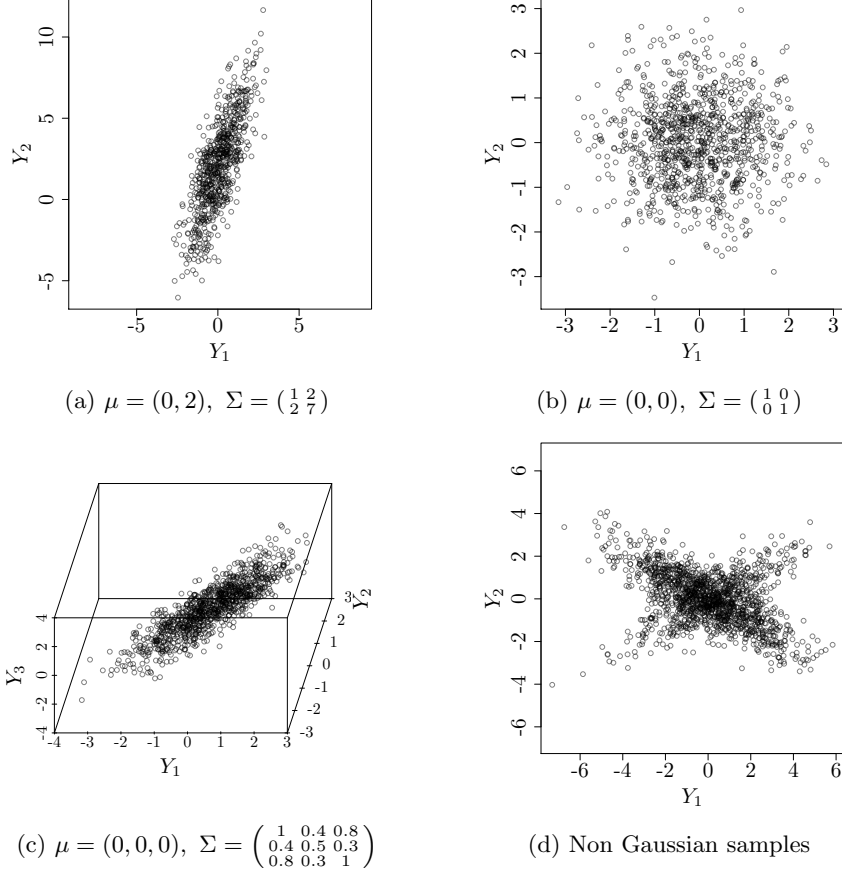 10
5
0
-5
Y2
-5 0 5
Y1
3
2
1
0
-1
-2
-3
Y2
-3 -2 -1 0 1 2 3
Y1
(a) μ = (0, 2), Σ = (1 2
2 7)
(b) μ = (0, 0), Σ = (1 0
0 1)
4
2
0
-2
-4
Y3
-4 -3 -2 -1 0 1 2 3
Y1
3
2
1
0
-1
-2
-3
Y2
6
4
2
0
-2
-4
-6
Y2
-6 -4 -2 0 2 4 6
Y1
(c) μ = (0, 0, 0), Σ = (1 0.4 0.8
0.4 0.5 0.3
0.8 0.3 1)
(d) Non Gaussian samples